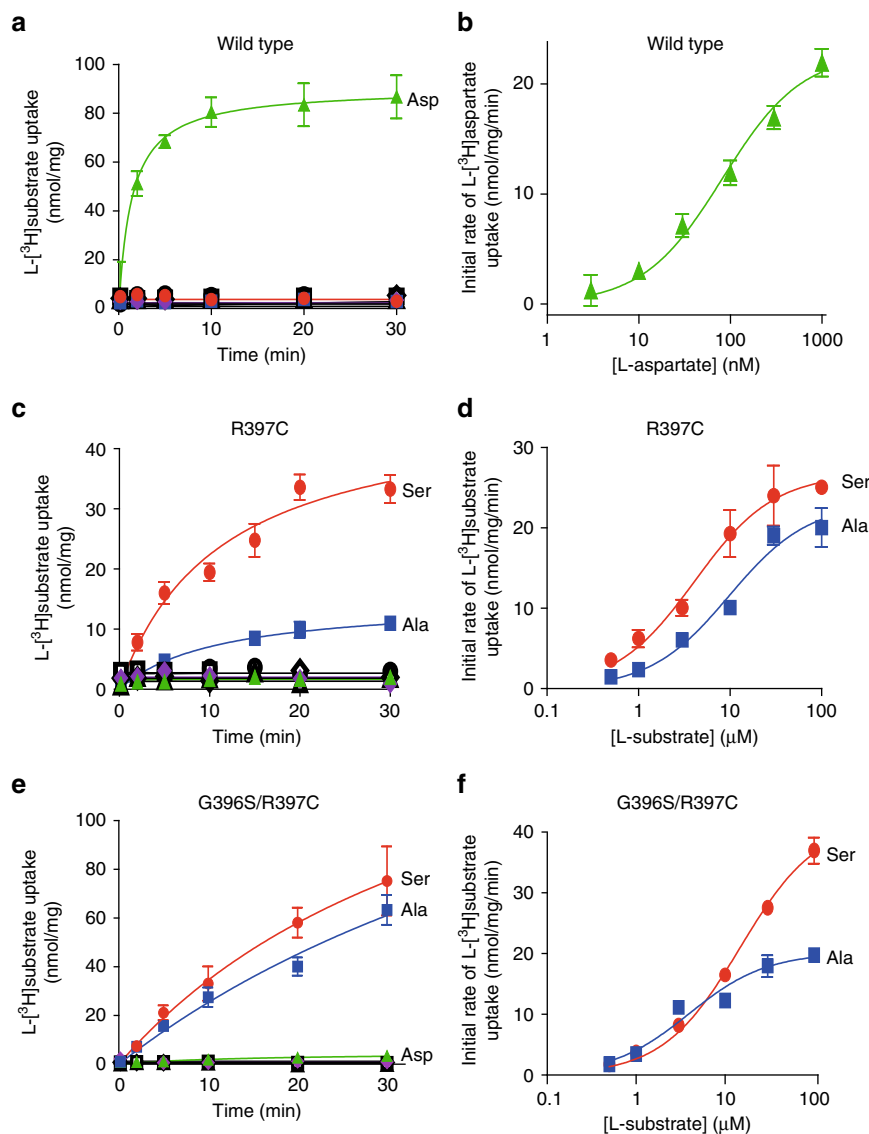 a
Wild type
L-[³H]substrate uptake
(nmol/mg)
100
80
60
40
20
0
Asp
0
10
20
30
Time (min)
b
Wild type
Initial rate of L-[³H]aspartate
uptake (nmol/mg/min)
20
10
0
1
10
100
1000
[L-aspartate] (nM)
c
R397C
L-[³H]substrate uptake
(nmol/mg)
40
30
20
10
0
Ser
Ala
0
10
20
30
Time (min)
d
R397C
Initial rate of L-[³H]substrate
uptake (nmol/mg/min)
30
20
10
0
Ser
Ala
0.1
1
10
100
[L-substrate] (μM)
e
G396S/R397C
L-[³H]substrate uptake
(nmol/mg)
100
80
60
40
20
0
Ser
Ala
Asp
0
10
20
30
Time (min)
f
G396S/R397C
Initial rate of L-[³H]substrate
uptake (nmol/mg/min)
40
30
20
10
0
Ser
Ala
0.1
1
10
100
[L-substrate] (μM)